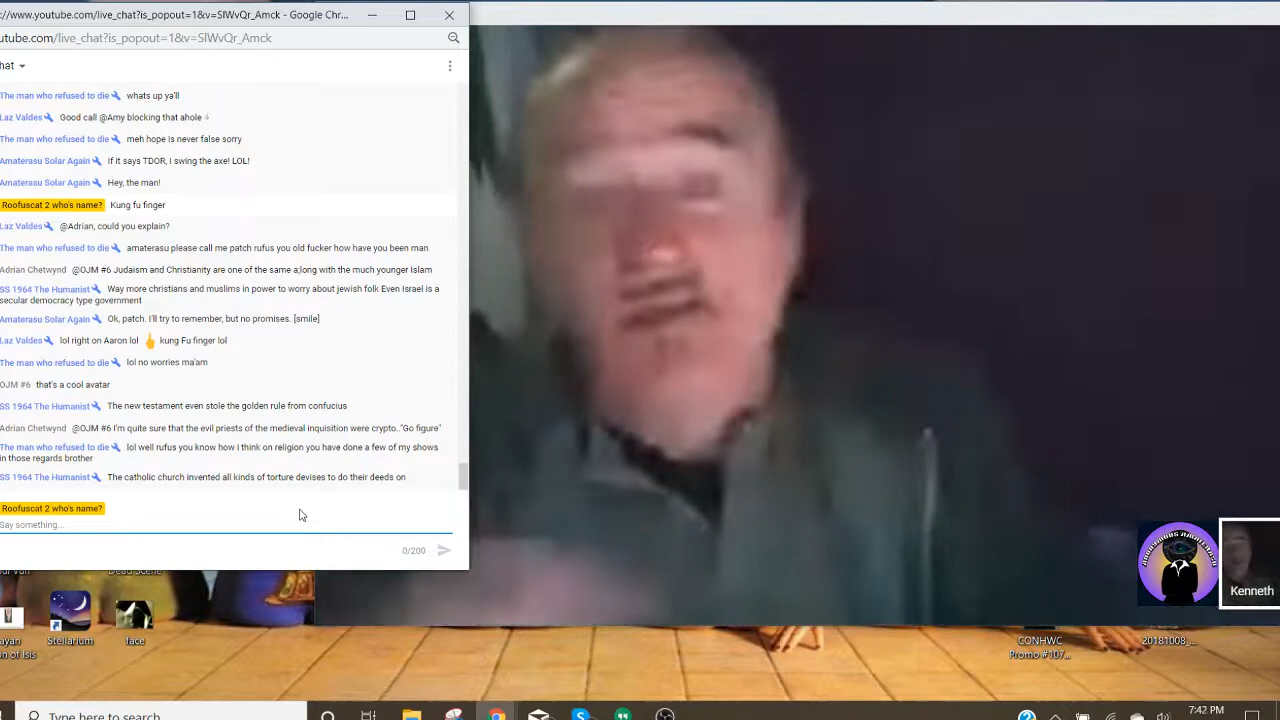 ://www.youtube.com/live_chat?is_popout=1&v=SlWvQr_Amck - Google Chr...
utube.com/live_chat?is_popout=1&v=SlWvQr_Amck
hat
The man who refused to die whats up ya'll
Laz Valdes Good call @Amy blocking that ahole
The man who refused to die meh hope is never false sorry
Amaterasu Solar Again If it says TDOR, I swing the axe! LOL!
Amaterasu Solar Again Hey, the man!
Roofuscat 2 who's name? Kung fu finger
Laz Valdes @Adrian, could you explain?
The man who refused to die amaterasu please call me patch rufus you old fucker how have you been man
Adrian Chetwynd @OJM #6 Judaism and Christianity are one of the same a;long with the much younger Islam
SS 1964 The Humanist Way more christians and muslims in power to worry about jewish folk Even Israel is a
secular democracy type government
Amaterasu Solar Again Ok, patch. I'll try to remember, but no promises. [smile]
Laz Valdes lol right on Aaron lol 👆 kung Fu finger lol
The man who refused to die lol no worries ma'am
OJM #6 that's a cool avatar
SS 1964 The Humanist The new testament even stole the golden rule from confucius
Adrian Chetwynd @OJM #6 I'm quite sure that the evil priests of the medieval inquisition were crypto.."Go figure"
The man who refused to die lol well rufus you know how i think on religion you have done a few of my shows
in those regards brother
SS 1964 The Humanist The catholic church invented all kinds of torture devises to do their deeds on
Roofuscat 2 who's name?
Say something...
0/200
Kenneth
Dead Scene
ayan
on of Isis
Stellarium
face
CONHWC
Promo #107...
20181008_...
Type here to search
7:42 PM